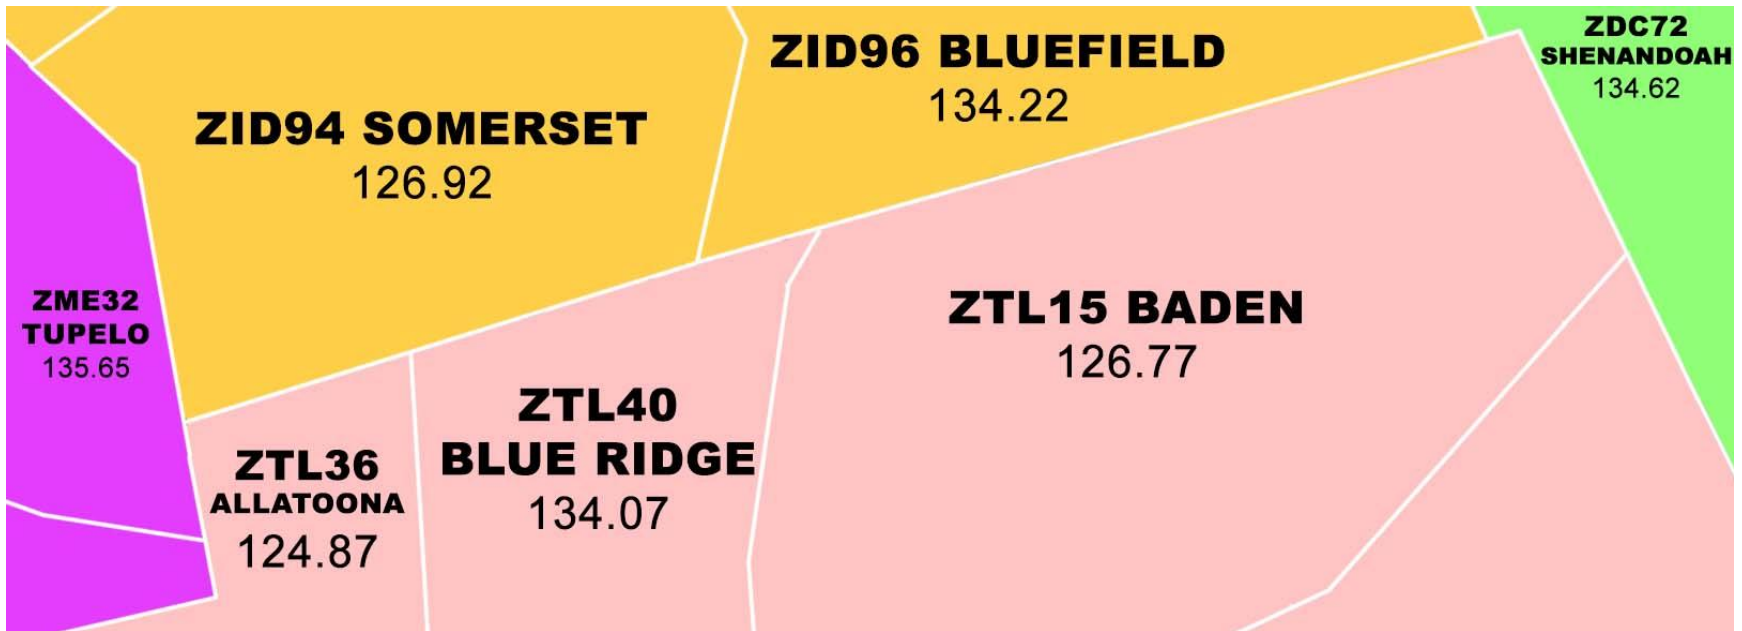 ZID94 SOMERSET
126.92
ZID96 BLUEFIELD
134.22
ZDC72
SHENANDOAH
134.62
ZME32
TUPELO
135.65
ZTL36
ALLATOONA
124.87
ZTL40
BLUE RIDGE
134.07
ZTL15 BADEN
126.77